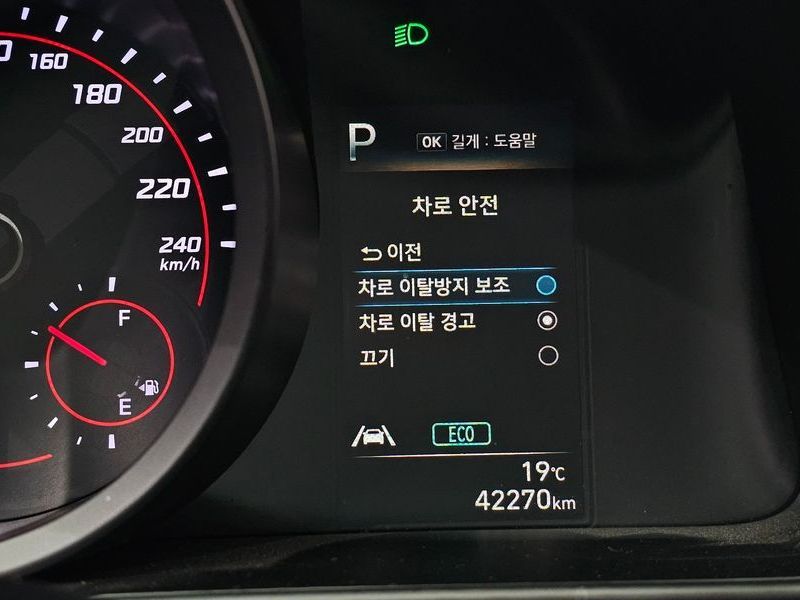 160
180
200
220
240
km/h
F
E
P
OK 길게 : 도움말
차로 안전
이전
차로 이탈방지 보조
차로 이탈 경고
끄기
ECO
19℃
42270km